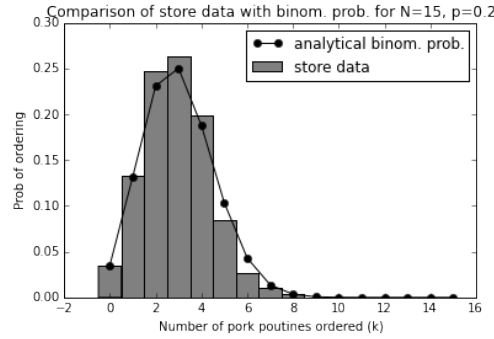 Comparison of store data with binom. prob. for N=15, p=0.2
analytical binom. prob.
store data
Prob of ordering
0.30
0.25
0.20
0.15
0.10
0.05
0.00
−2 0 2 4 6 8 10 12 14 16
Number of pork poutines ordered (k)